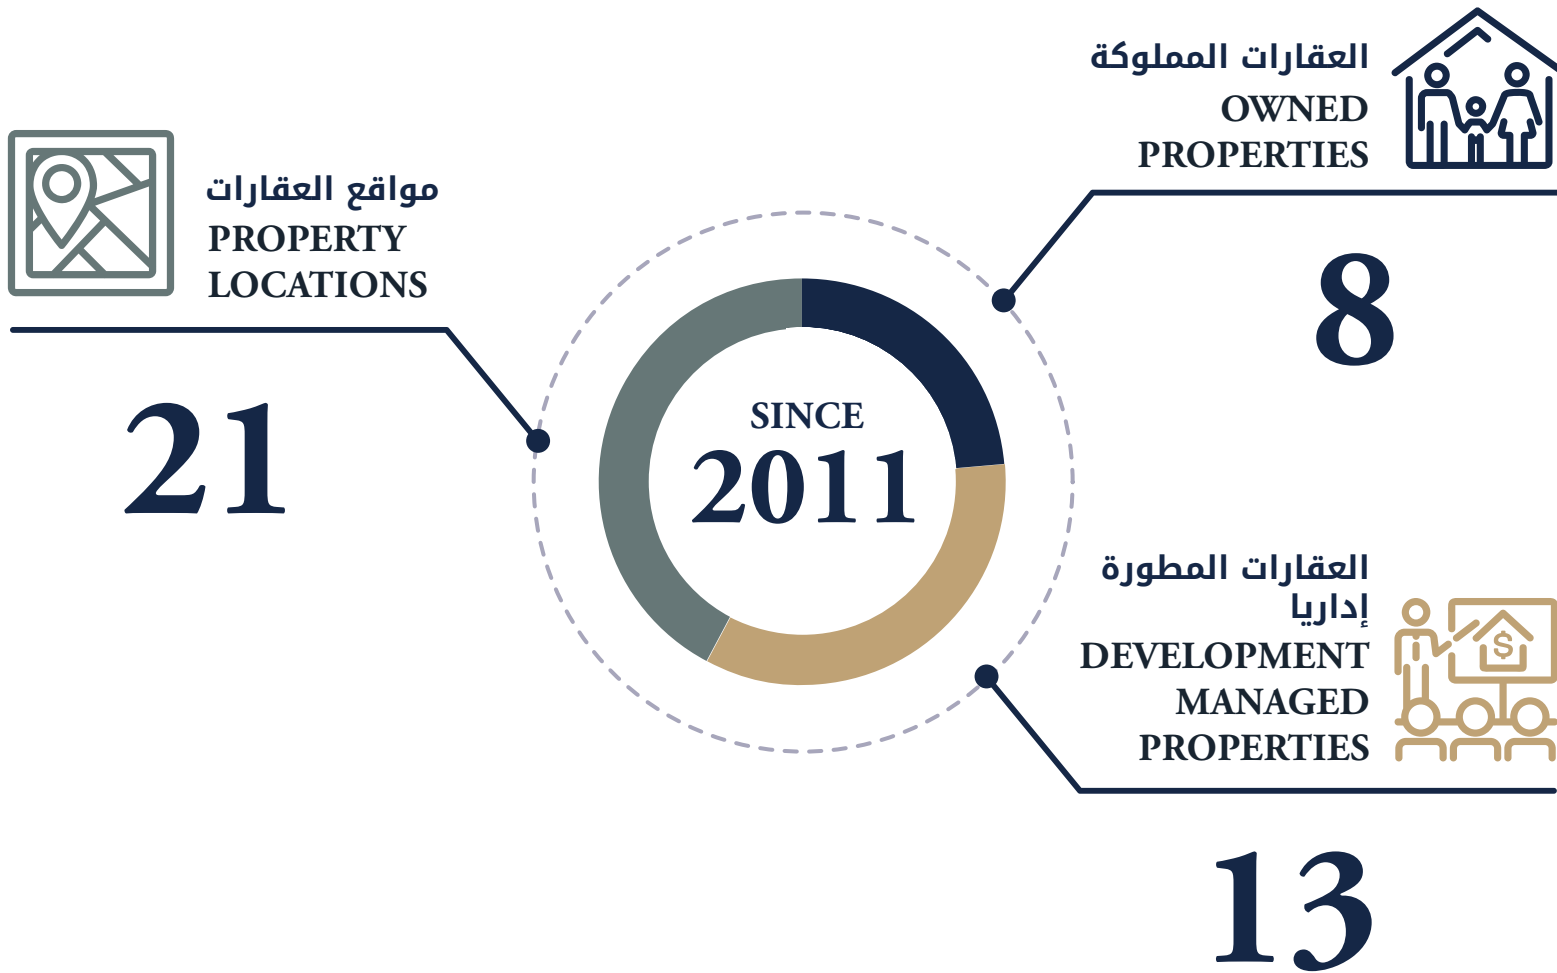 مواقع العقارات
PROPERTY
LOCATIONS
21
SINCE
2011
العقارات المملوكة
OWNED
PROPERTIES
8
العقارات المطورة
إداريا
DEVELOPMENT
MANAGED
PROPERTIES
$
13